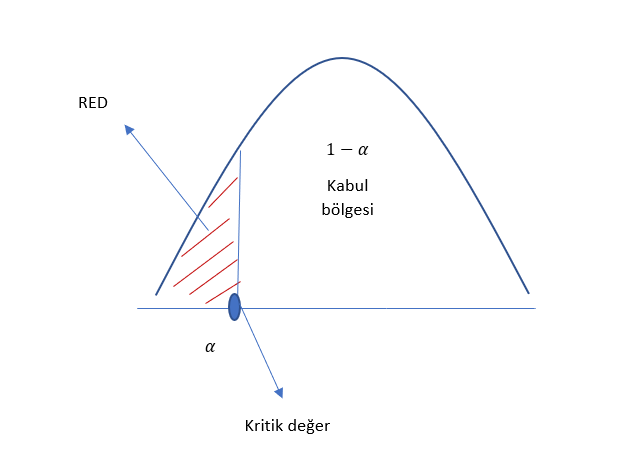 RED
1 − α
Kabul
bölgesi
α
Kritik değer